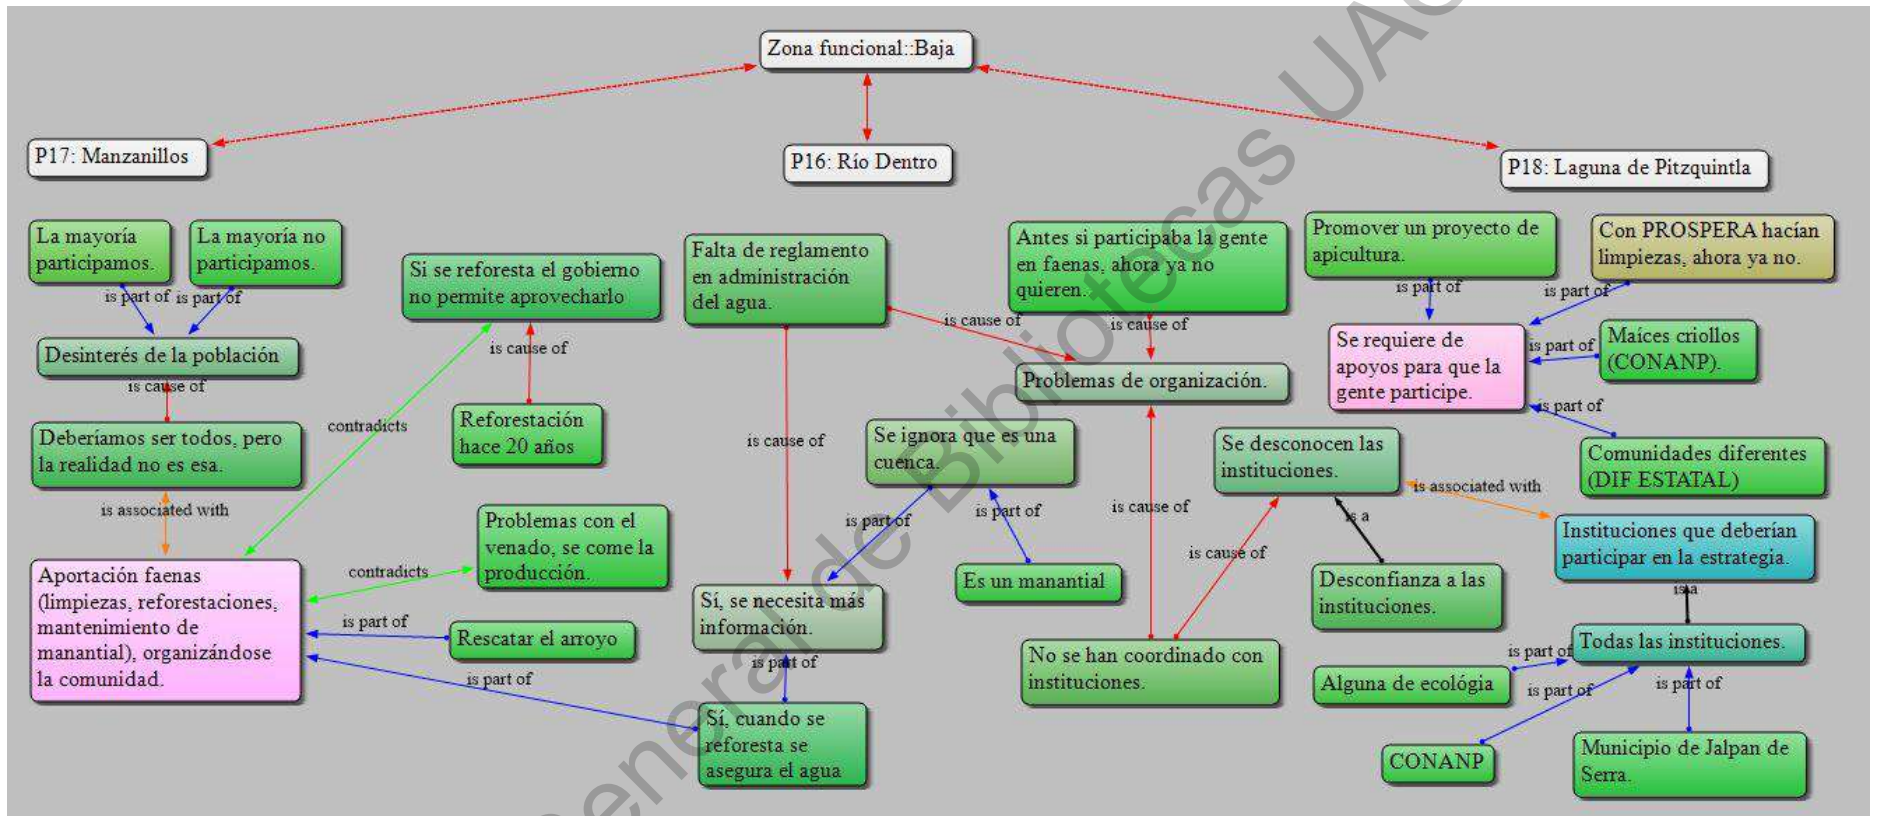 Zona funcional::Baja
P17: Manzanillos
P16: Río Dentro
P18: Laguna de Pitzquintla
La mayoría
participamos.
La mayoría no
participamos.
is part of
is part of
Desinterés de la población
is cause of
Deberíamos ser todos, pero
la realidad no es esa.
is associated with
Aportación faenas
(limpiezas, reforestaciones,
mantenimiento de
manantial), organizándose
la comunidad.
Si se reforesta el gobierno
no permite aprovecharlo
is cause of
Reforestación
hace 20 años
contradicts
Problemas con el
venado, se come la
producción.
contradicts
is part of
Rescatar el arroyo
is part of
Falta de reglamento
en administración
del agua.
is cause of
is cause of
Antes si participaba la gente
en faenas, ahora ya no
quieren.
is cause of
Problemas de organización.
Se ignora que es una
cuenca.
is part of
is part of
Es un manantial
Sí, se necesita más
información.
is part of
Sí, cuando se
reforesta se
asegura el agua
is cause of
is cause of
No se han coordinado con
instituciones.
Se desconocen las
instituciones.
is a
Desconfianza a las
instituciones.
is associated with
Promover un proyecto de
apicultura.
Con PROSPERA hacían
limpiezas, ahora ya no.
is part of
is part of
Se requiere de
apoyos para que la
gente participe.
is part of
Maíces criollos
(CONANP).
is part of
Comunidades diferentes
(DIF ESTATAL)
Instituciones que deberían
participar en la estrategia.
is a
Todas las instituciones.
is part of
Alguna de ecológia
is part of
is part of
CONANP
Municipio de Jalpan de
Serra.
General de Bibliotecas UAQ